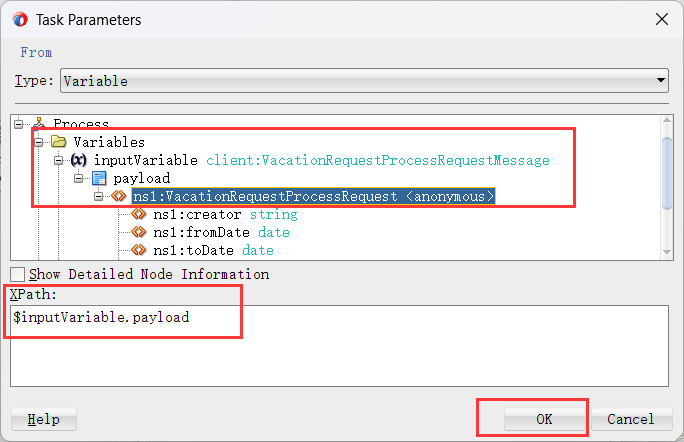 Task Parameters
From
Type: Variable
Process
Variables
(x) inputVariable client:VacationRequestProcessRequestMessage
payload
ns1:VacationRequestProcessRequest <anonymous>
ns1:creator string
ns1:fromDate date
ns1:toDate date
Show Detailed Node Information
XPath:
$inputVariable.payload
Help OK Cancel